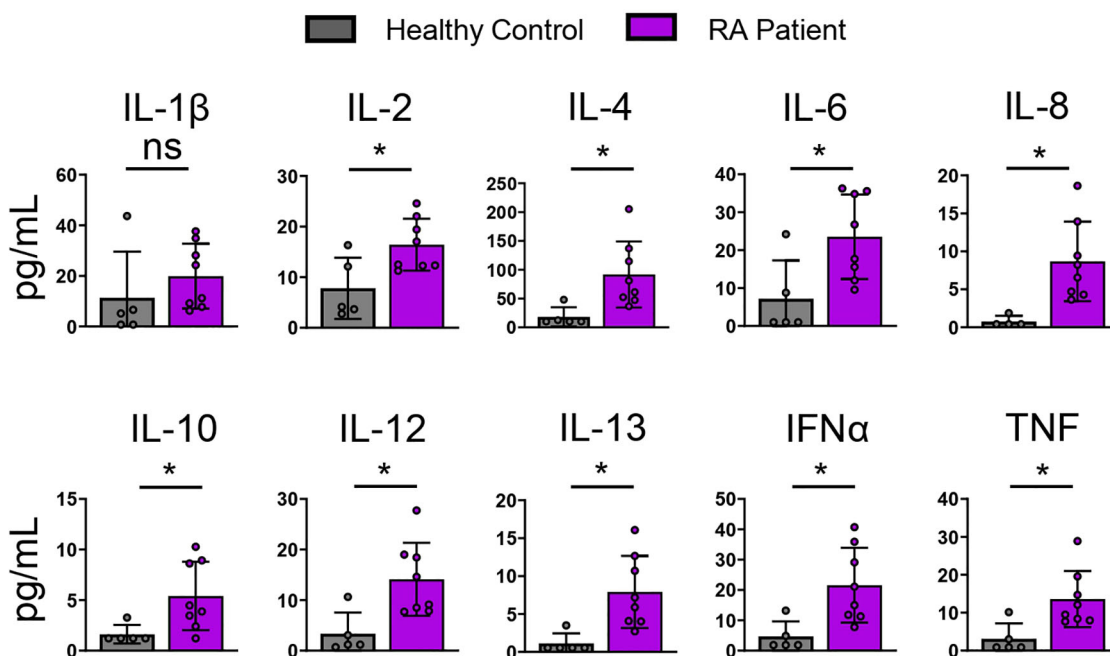 Healthy Control RA Patient
IL-1β IL-2 IL-4 IL-6 IL-8
ns * * * *
pg/mL
60 40 20 0
30 20 10 0
250 200 150 100 50 0
40 30 20 10 0
20 15 10 5 0
IL-10 IL-12 IL-13 IFNα TNF
* * * * *
pg/mL
15 10 5 0
30 20 10 0
20 15 10 5 0
50 40 30 20 10 0
40 30 20 10 0